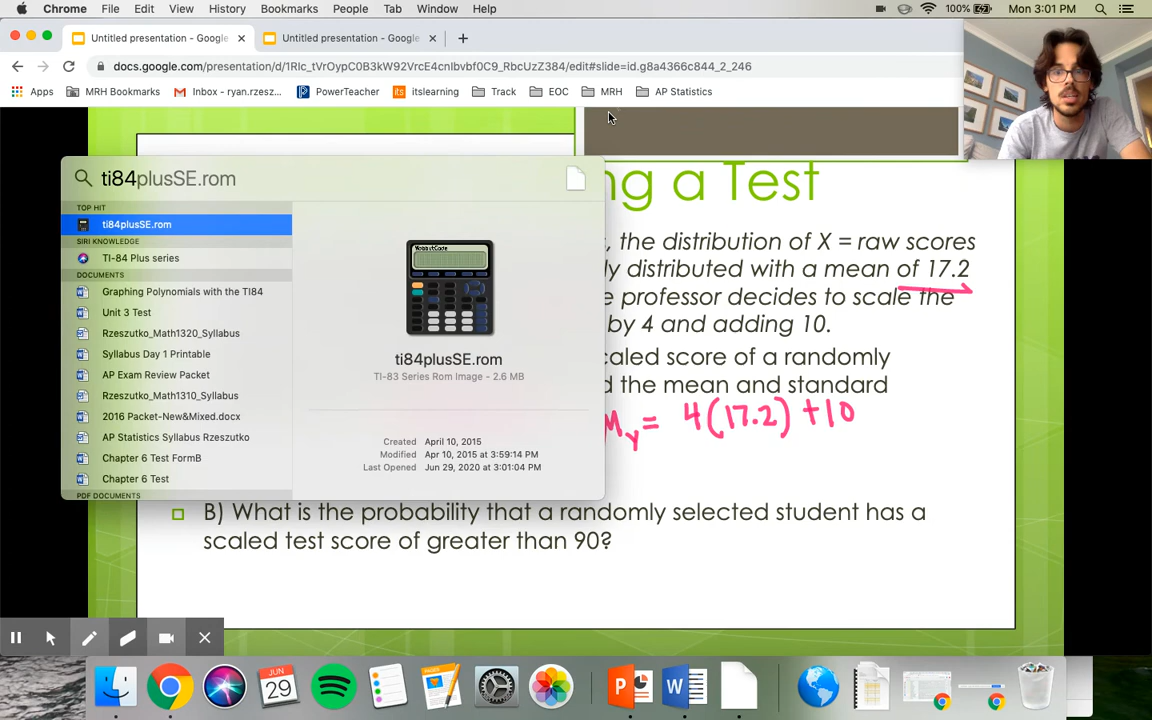 Chrome File Edit View History Bookmarks People Tab Window Help 100% Mon 3:01 PM
Untitled presentation - Google × Untitled presentation - Google × +
docs.google.com/presentation/d/1RIc_tVrOypC0B3kW92VrcE4cnIbvbf0C9_RbcUzZ384/edit#slide=id.g8a4366c844_2_246
Apps MRH Bookmarks Inbox - ryan.rzesz... PowerTeacher its itslearning Track EOC MRH AP Statistics
ng a Test
ti84plusSE.rom
TOP HIT
ti84plusSE.rom
SIRI KNOWLEDGE
TI-84 Plus series
DOCUMENTS
Graphing Polynomials with the TI84
Unit 3 Test
Rzeszutko_Math1320_Syllabus
Syllabus Day 1 Printable
AP Exam Review Packet
Rzeszutko_Math1310_Syllabus
2016 Packet-New&Mixed.docx
AP Statistics Syllabus Rzeszutko
Chapter 6 Test FormB
Chapter 6 Test
PDF DOCUMENTS
ti84plusSE.rom
TI-83 Series Rom Image - 2.6 MB
Created April 10, 2015
Modified Apr 10, 2015 at 3:59:14 PM
Last Opened Jun 29, 2020 at 3:01:04 PM
, the distribution of X = raw scores
ly distributed with a mean of 17.2
e professor decides to scale the
by 4 and adding 10.
caled score of a randomly
d the mean and standard
My = 4(17.2) +10
B) What is the probability that a randomly selected student has a
scaled test score of greater than 90?
JUN
29